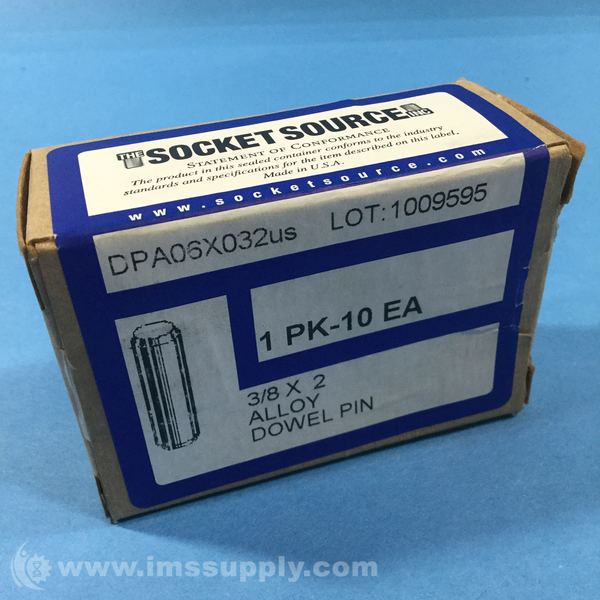 THE SOCKET SOURCE INC
STATEMENT OF CONFORMANCE
The product in this sealed container conforms to the industry
standards and specifications for the item described on this label.
Made in U.S.A.
www.socketsource.com
DPA06X032us LOT:1009595
1 PK-10 EA
3/8 X 2
ALLOY
DOWEL PIN
www.imssupply.com